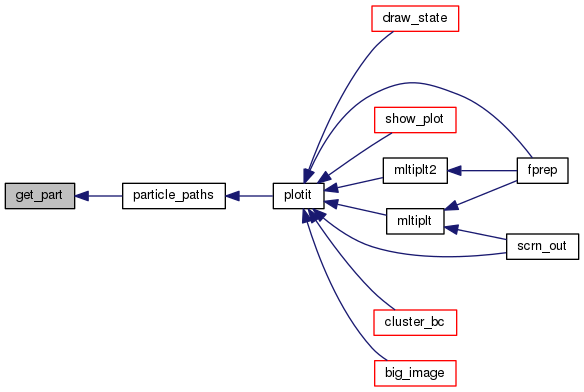 draw_state
show_plot
mltiplt2
fprep
get_part
particle_paths
plotit
mltiplt
scrn_out
cluster_bc
big_image